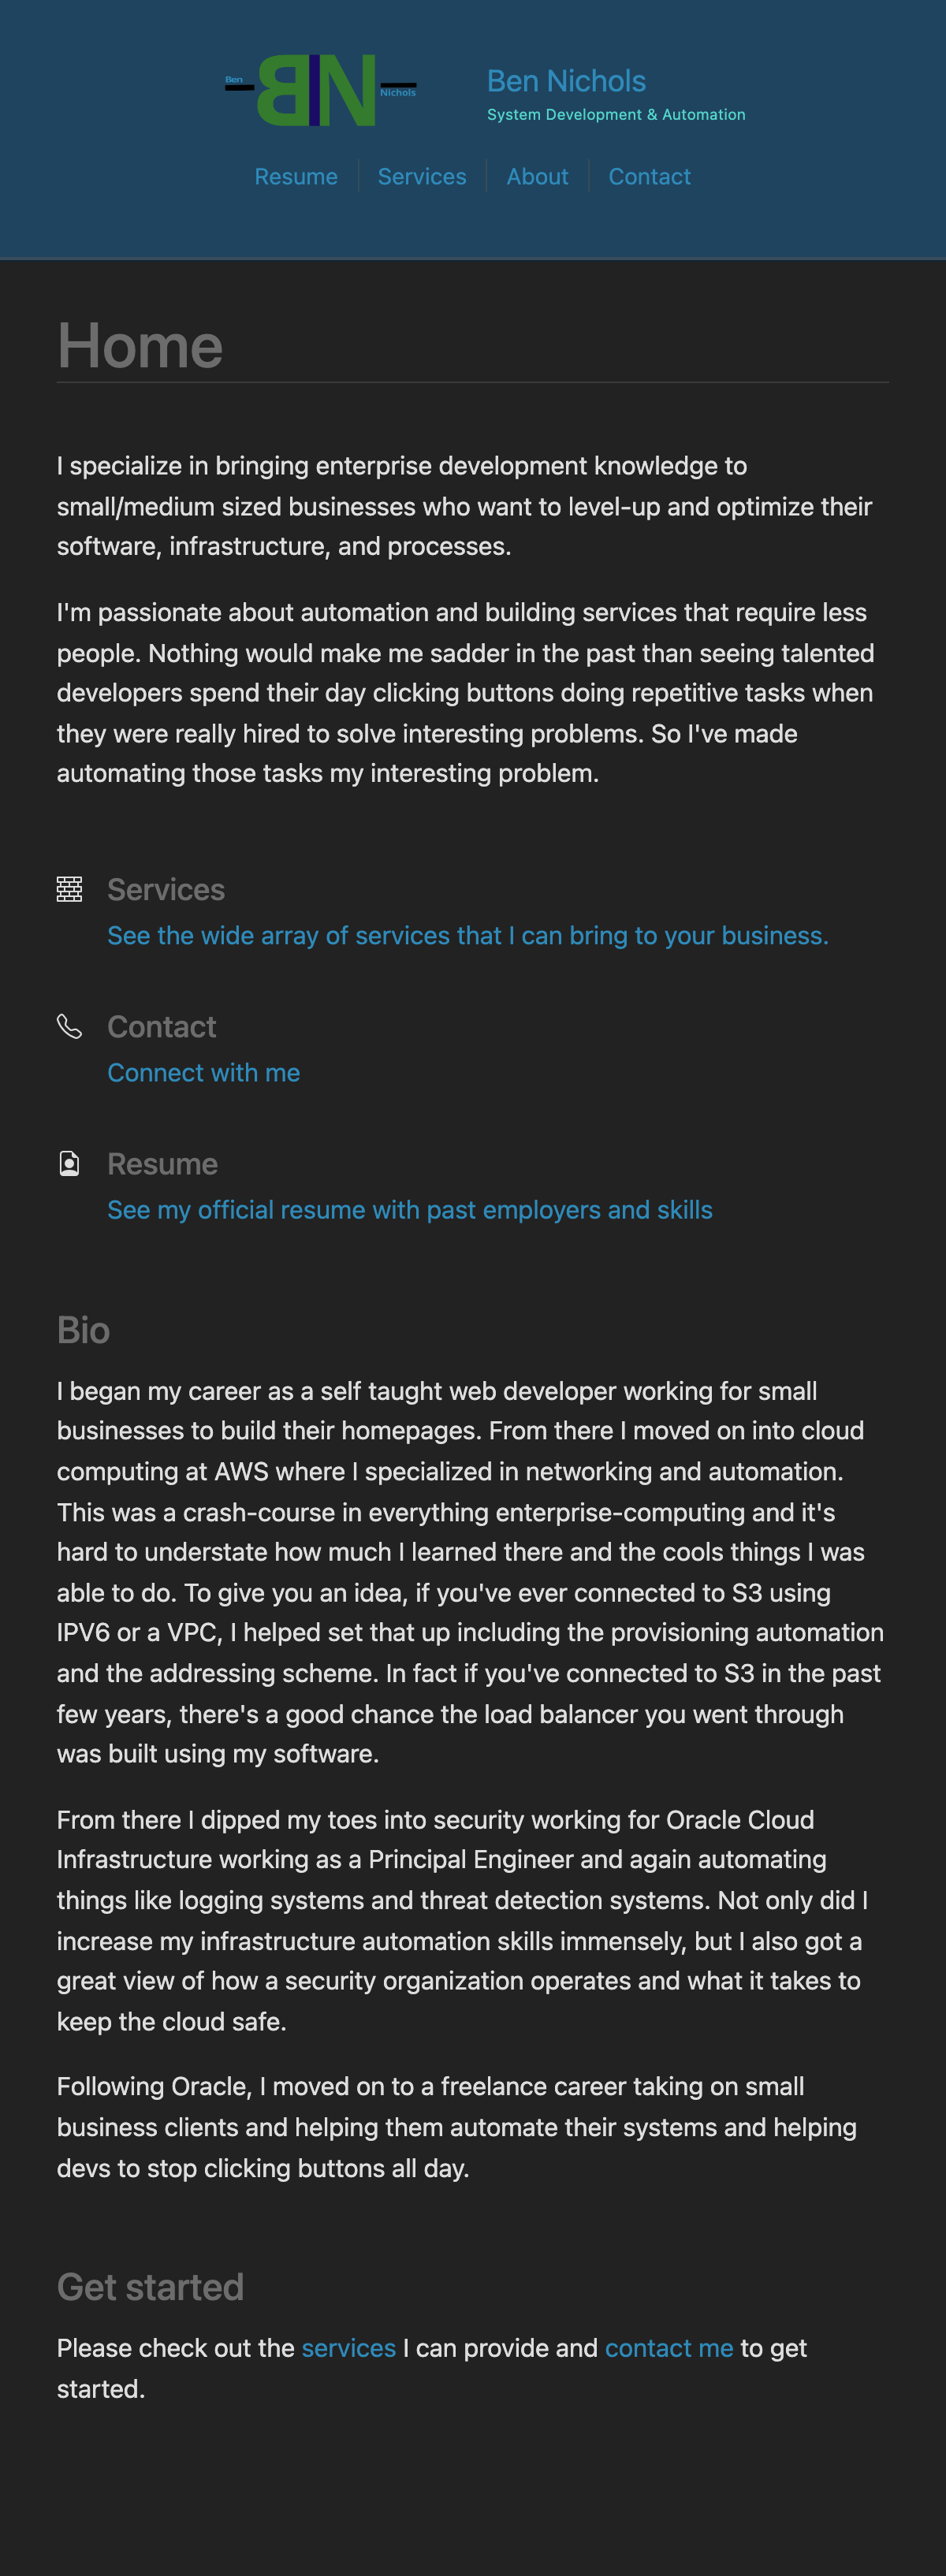 Ben
BN
Nichols
Ben Nichols
System Development & Automation
Resume
Services
About
Contact
Home
I specialize in bringing enterprise development knowledge to
small/medium sized businesses who want to level-up and optimize their
software, infrastructure, and processes.
I'm passionate about automation and building services that require less
people. Nothing would make me sadder in the past than seeing talented
developers spend their day clicking buttons doing repetitive tasks when
they were really hired to solve interesting problems. So I've made
automating those tasks my interesting problem.
Services
See the wide array of services that I can bring to your business.
Contact
Connect with me
Resume
See my official resume with past employers and skills
Bio
I began my career as a self taught web developer working for small
businesses to build their homepages. From there I moved on into cloud
computing at AWS where I specialized in networking and automation.
This was a crash-course in everything enterprise-computing and it's
hard to understate how much I learned there and the cools things I was
able to do. To give you an idea, if you've ever connected to S3 using
IPV6 or a VPC, I helped set that up including the provisioning automation
and the addressing scheme. In fact if you've connected to S3 in the past
few years, there's a good chance the load balancer you went through
was built using my software.
From there I dipped my toes into security working for Oracle Cloud
Infrastructure working as a Principal Engineer and again automating
things like logging systems and threat detection systems. Not only did I
increase my infrastructure automation skills immensely, but I also got a
great view of how a security organization operates and what it takes to
keep the cloud safe.
Following Oracle, I moved on to a freelance career taking on small
business clients and helping them automate their systems and helping
devs to stop clicking buttons all day.
Get started
Please check out the services I can provide and contact me to get
started.